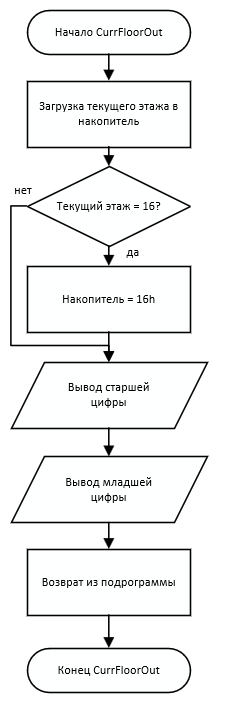 Начало CurrFloorOut
Загрузка текущего этажа в
накопитель
нет
Текущий этаж = 16?
да
Накопитель = 16h
Вывод старшей
цифры
Вывод младшей
цифры
Возврат из подрограммы
Конец CurrFloorOut